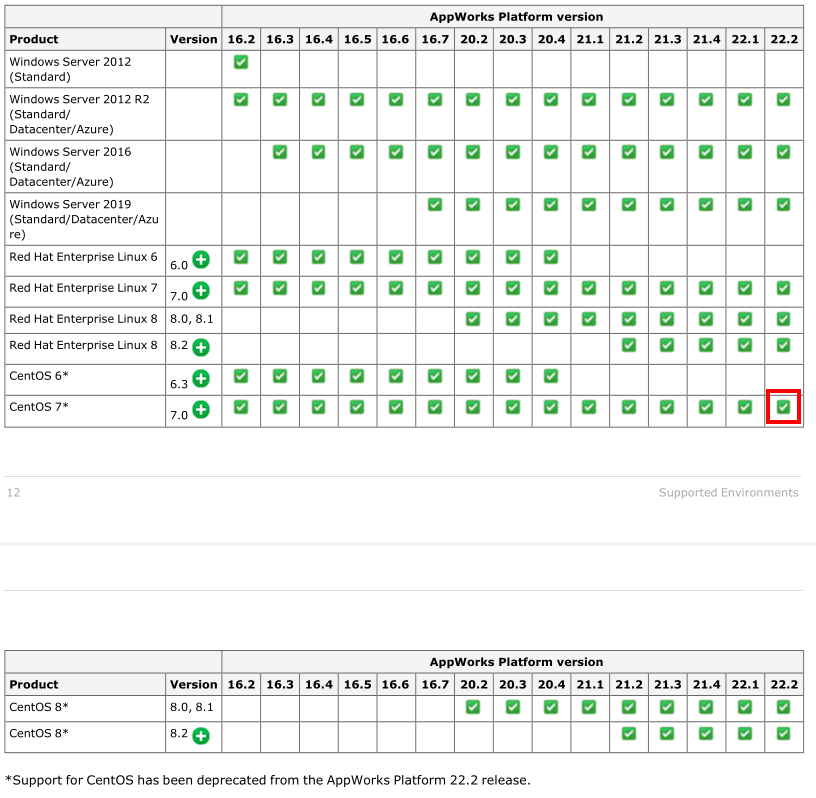 AppWorks Platform version
Product Version 16.2 16.3 16.4 16.5 16.6 16.7 20.2 20.3 20.4 21.1 21.2 21.3 21.4 22.1 22.2
Windows Server 2012
(Standard)
Windows Server 2012 R2
(Standard/
Datacenter/Azure)
Windows Server 2016
(Standard/
Datacenter/Azure)
Windows Server 2019
(Standard/Datacenter/Azu
re)
Red Hat Enterprise Linux 6 6.0
Red Hat Enterprise Linux 7 7.0
Red Hat Enterprise Linux 8 8.0, 8.1
Red Hat Enterprise Linux 8 8.2
CentOS 6* 6.3
CentOS 7* 7.0
12 Supported Environments
AppWorks Platform version
Product Version 16.2 16.3 16.4 16.5 16.6 16.7 20.2 20.3 20.4 21.1 21.2 21.3 21.4 22.1 22.2
CentOS 8* 8.0, 8.1
CentOS 8* 8.2
*Support for CentOS has been deprecated from the AppWorks Platform 22.2 release.